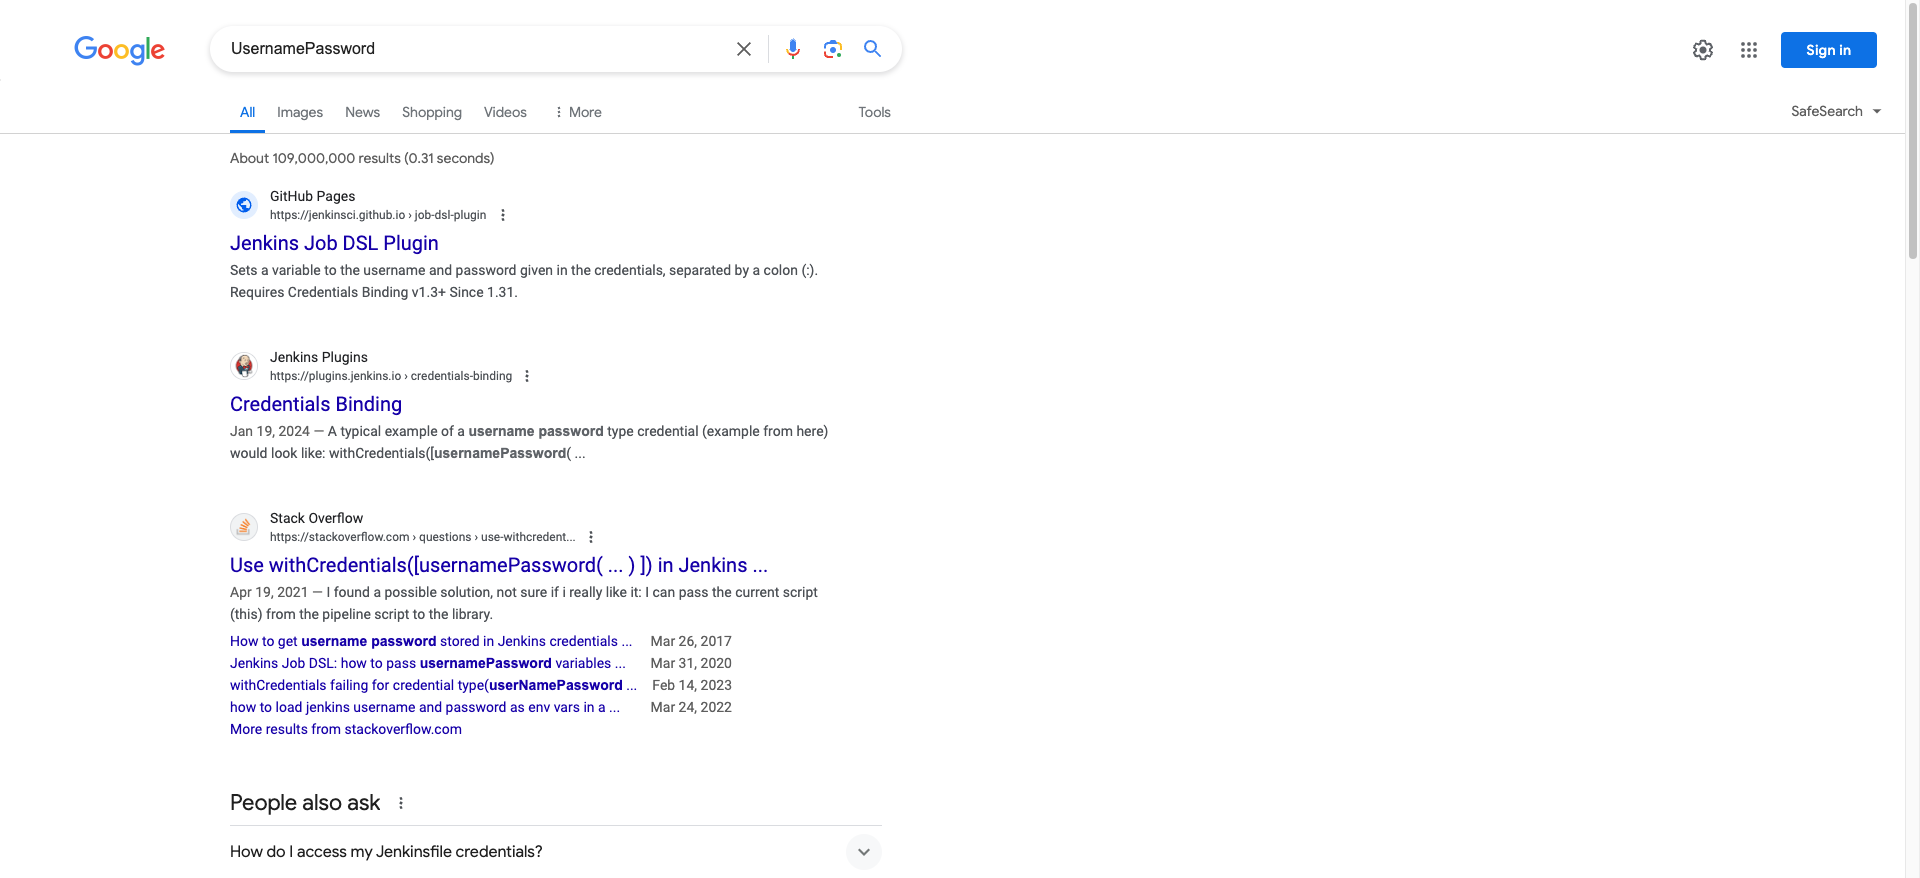 Google
UsernamePassword
Sign in
All
Images
News
Shopping
Videos
More
Tools
SafeSearch
About 109,000,000 results (0.31 seconds)
GitHub Pages
https://jenkinsci.github.io › job-dsl-plugin
Jenkins Job DSL Plugin
Sets a variable to the username and password given in the credentials, separated by a colon (:).
Requires Credentials Binding v1.3+ Since 1.31.
Jenkins Plugins
https://plugins.jenkins.io › credentials-binding
Credentials Binding
Jan 19, 2024 — A typical example of a username password type credential (example from here)
would look like: withCredentials([usernamePassword( ...
Stack Overflow
https://stackoverflow.com › questions › use-withcredent...
Use withCredentials([usernamePassword( ... ) ]) in Jenkins ...
Apr 19, 2021 — I found a possible solution, not sure if i really like it: I can pass the current script
(this) from the pipeline script to the library.
How to get username password stored in Jenkins credentials ... Mar 26, 2017
Jenkins Job DSL: how to pass usernamePassword variables ... Mar 31, 2020
withCredentials failing for credential type(userNamePassword ... Feb 14, 2023
how to load jenkins username and password as env vars in a ... Mar 24, 2022
More results from stackoverflow.com
People also ask
How do I access my Jenkinsfile credentials?